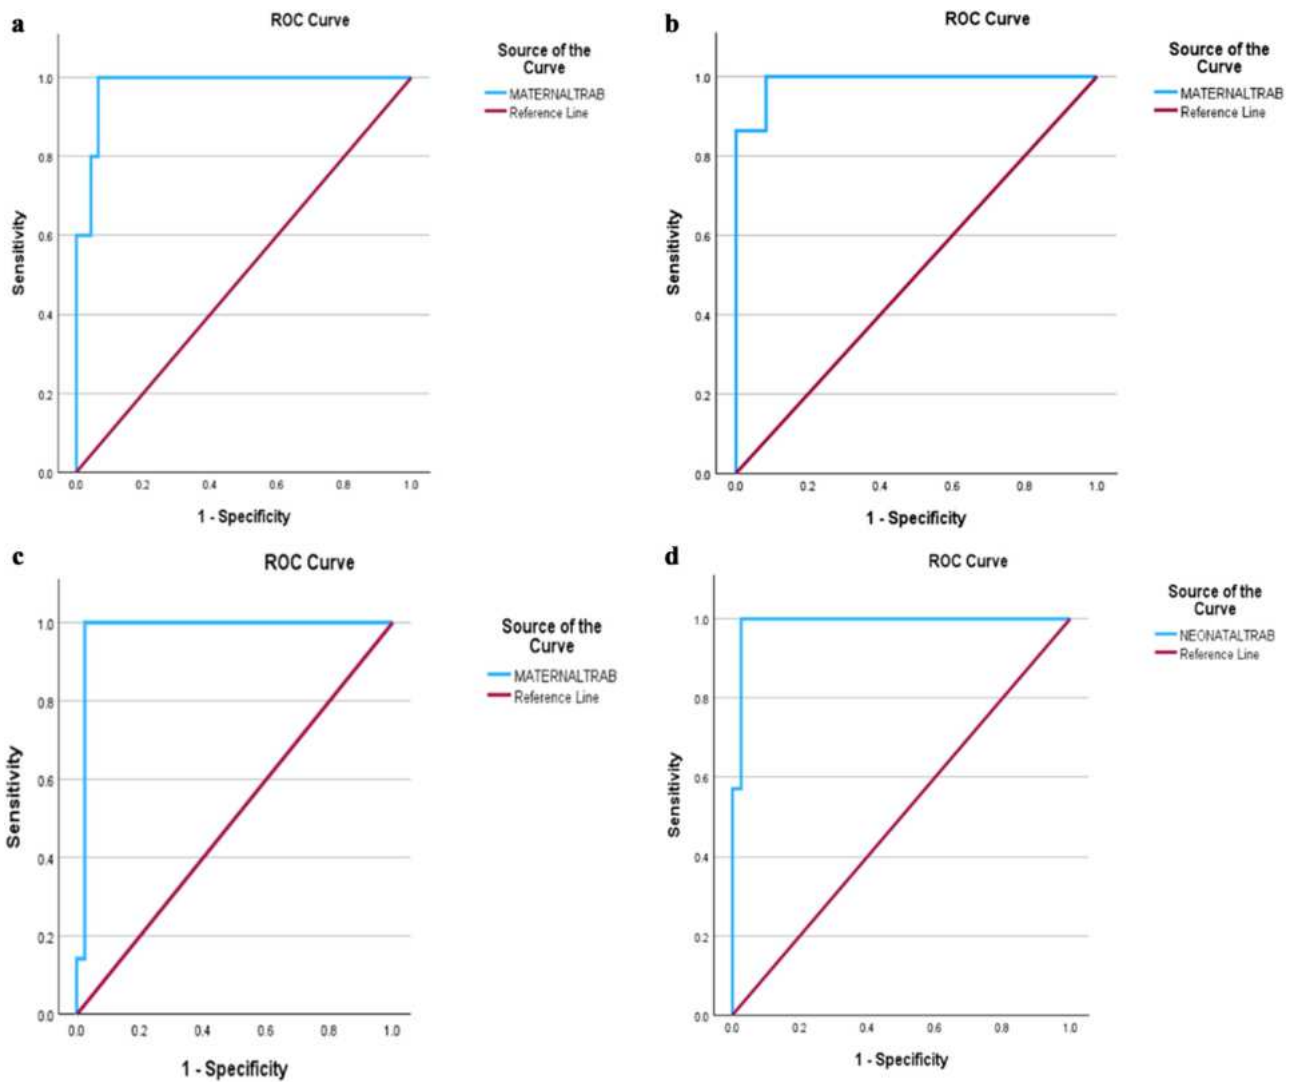 a
ROC Curve
Source of the
Curve
MATERNALTRAB
Reference Line
Sensitivity
1.0
0.8
0.6
0.4
0.2
0.0
0.0 0.2 0.4 0.6 0.8 1.0
1 - Specificity
b
ROC Curve
Source of the
Curve
MATERNALTRAB
Reference Line
Sensitivity
1.0
0.8
0.6
0.4
0.2
0.0
0.0 0.2 0.4 0.6 0.8 1.0
1 - Specificity
c
ROC Curve
Source of the
Curve
MATERNALTRAB
Reference Line
Sensitivity
1.0
0.8
0.6
0.4
0.2
0.0
0.0 0.2 0.4 0.6 0.8 1.0
1 - Specificity
d
ROC Curve
Source of the
Curve
NEONATALTRAB
Reference Line
Sensitivity
1.0
0.8
0.6
0.4
0.2
0.0
0.0 0.2 0.4 0.6 0.8 1.0
1 - Specificity